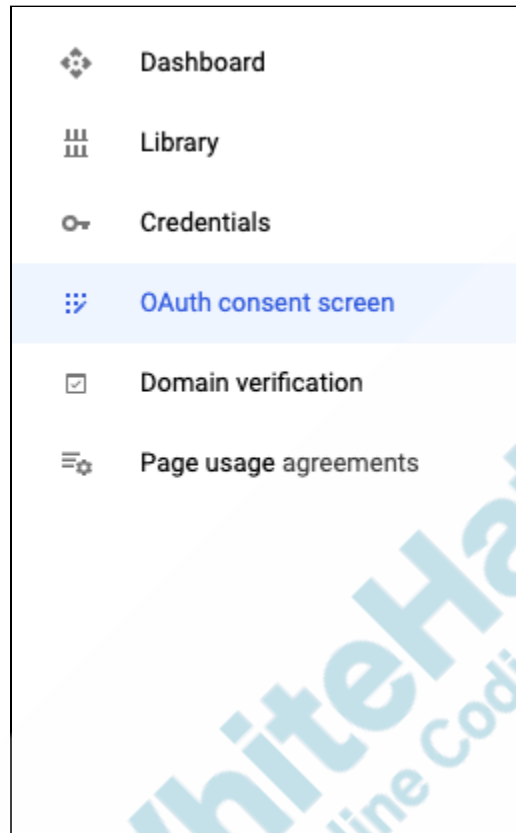 Dashboard
Library
Credentials
OAuth consent screen
Domain verification
Page usage agreements